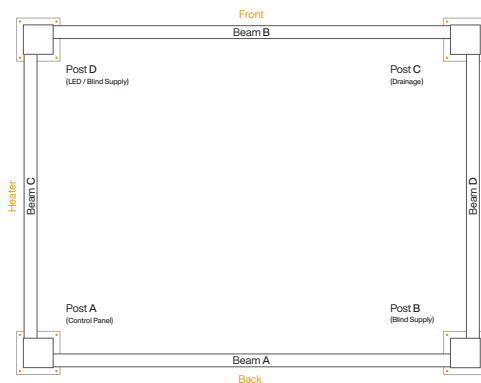 Front
Beam B
Post D
(LED / Blind Supply)
Post C
(Drainage)
Heater
Beam C
Beam D
Post A
(Control Panel)
Post B
(Blind Supply)
Beam A
Back